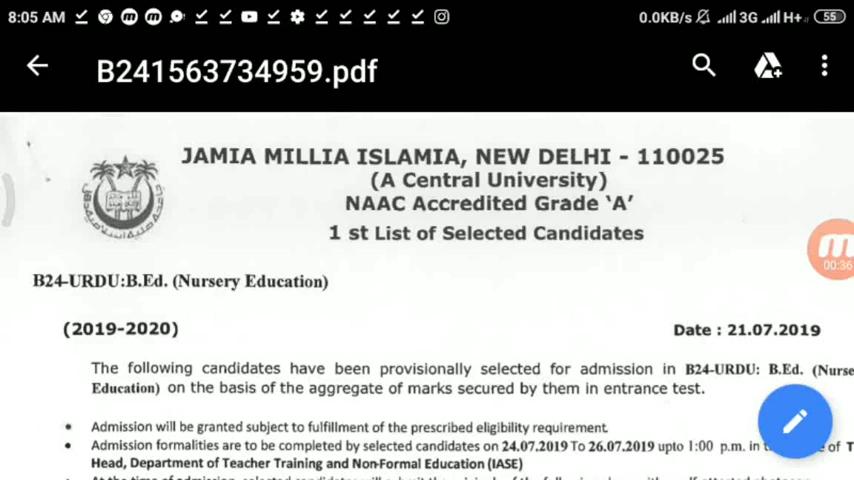 8:05 AM 0.0KB/s 3G H+ 55
B241563734959.pdf
JAMIA MILLIA ISLAMIA, NEW DELHI - 110025
(A Central University)
NAAC Accredited Grade ‘A’
1 st List of Selected Candidates
00:36
B24-URDU:B.Ed. (Nursery Education)
(2019-2020) Date : 21.07.2019
The following candidates have been provisionally selected for admission in B24-URDU: B.Ed. (Nurse
Education) on the basis of the aggregate of marks secured by them in entrance test.
• Admission will be granted subject to fulfillment of the prescribed eligibility requirement.
• Admission formalities are to be completed by selected candidates on 24.07.2019 To 26.07.2019 upto 1:00 p.m. in of T
Head, Department of Teacher Training and Non-Formal Education (IASE)